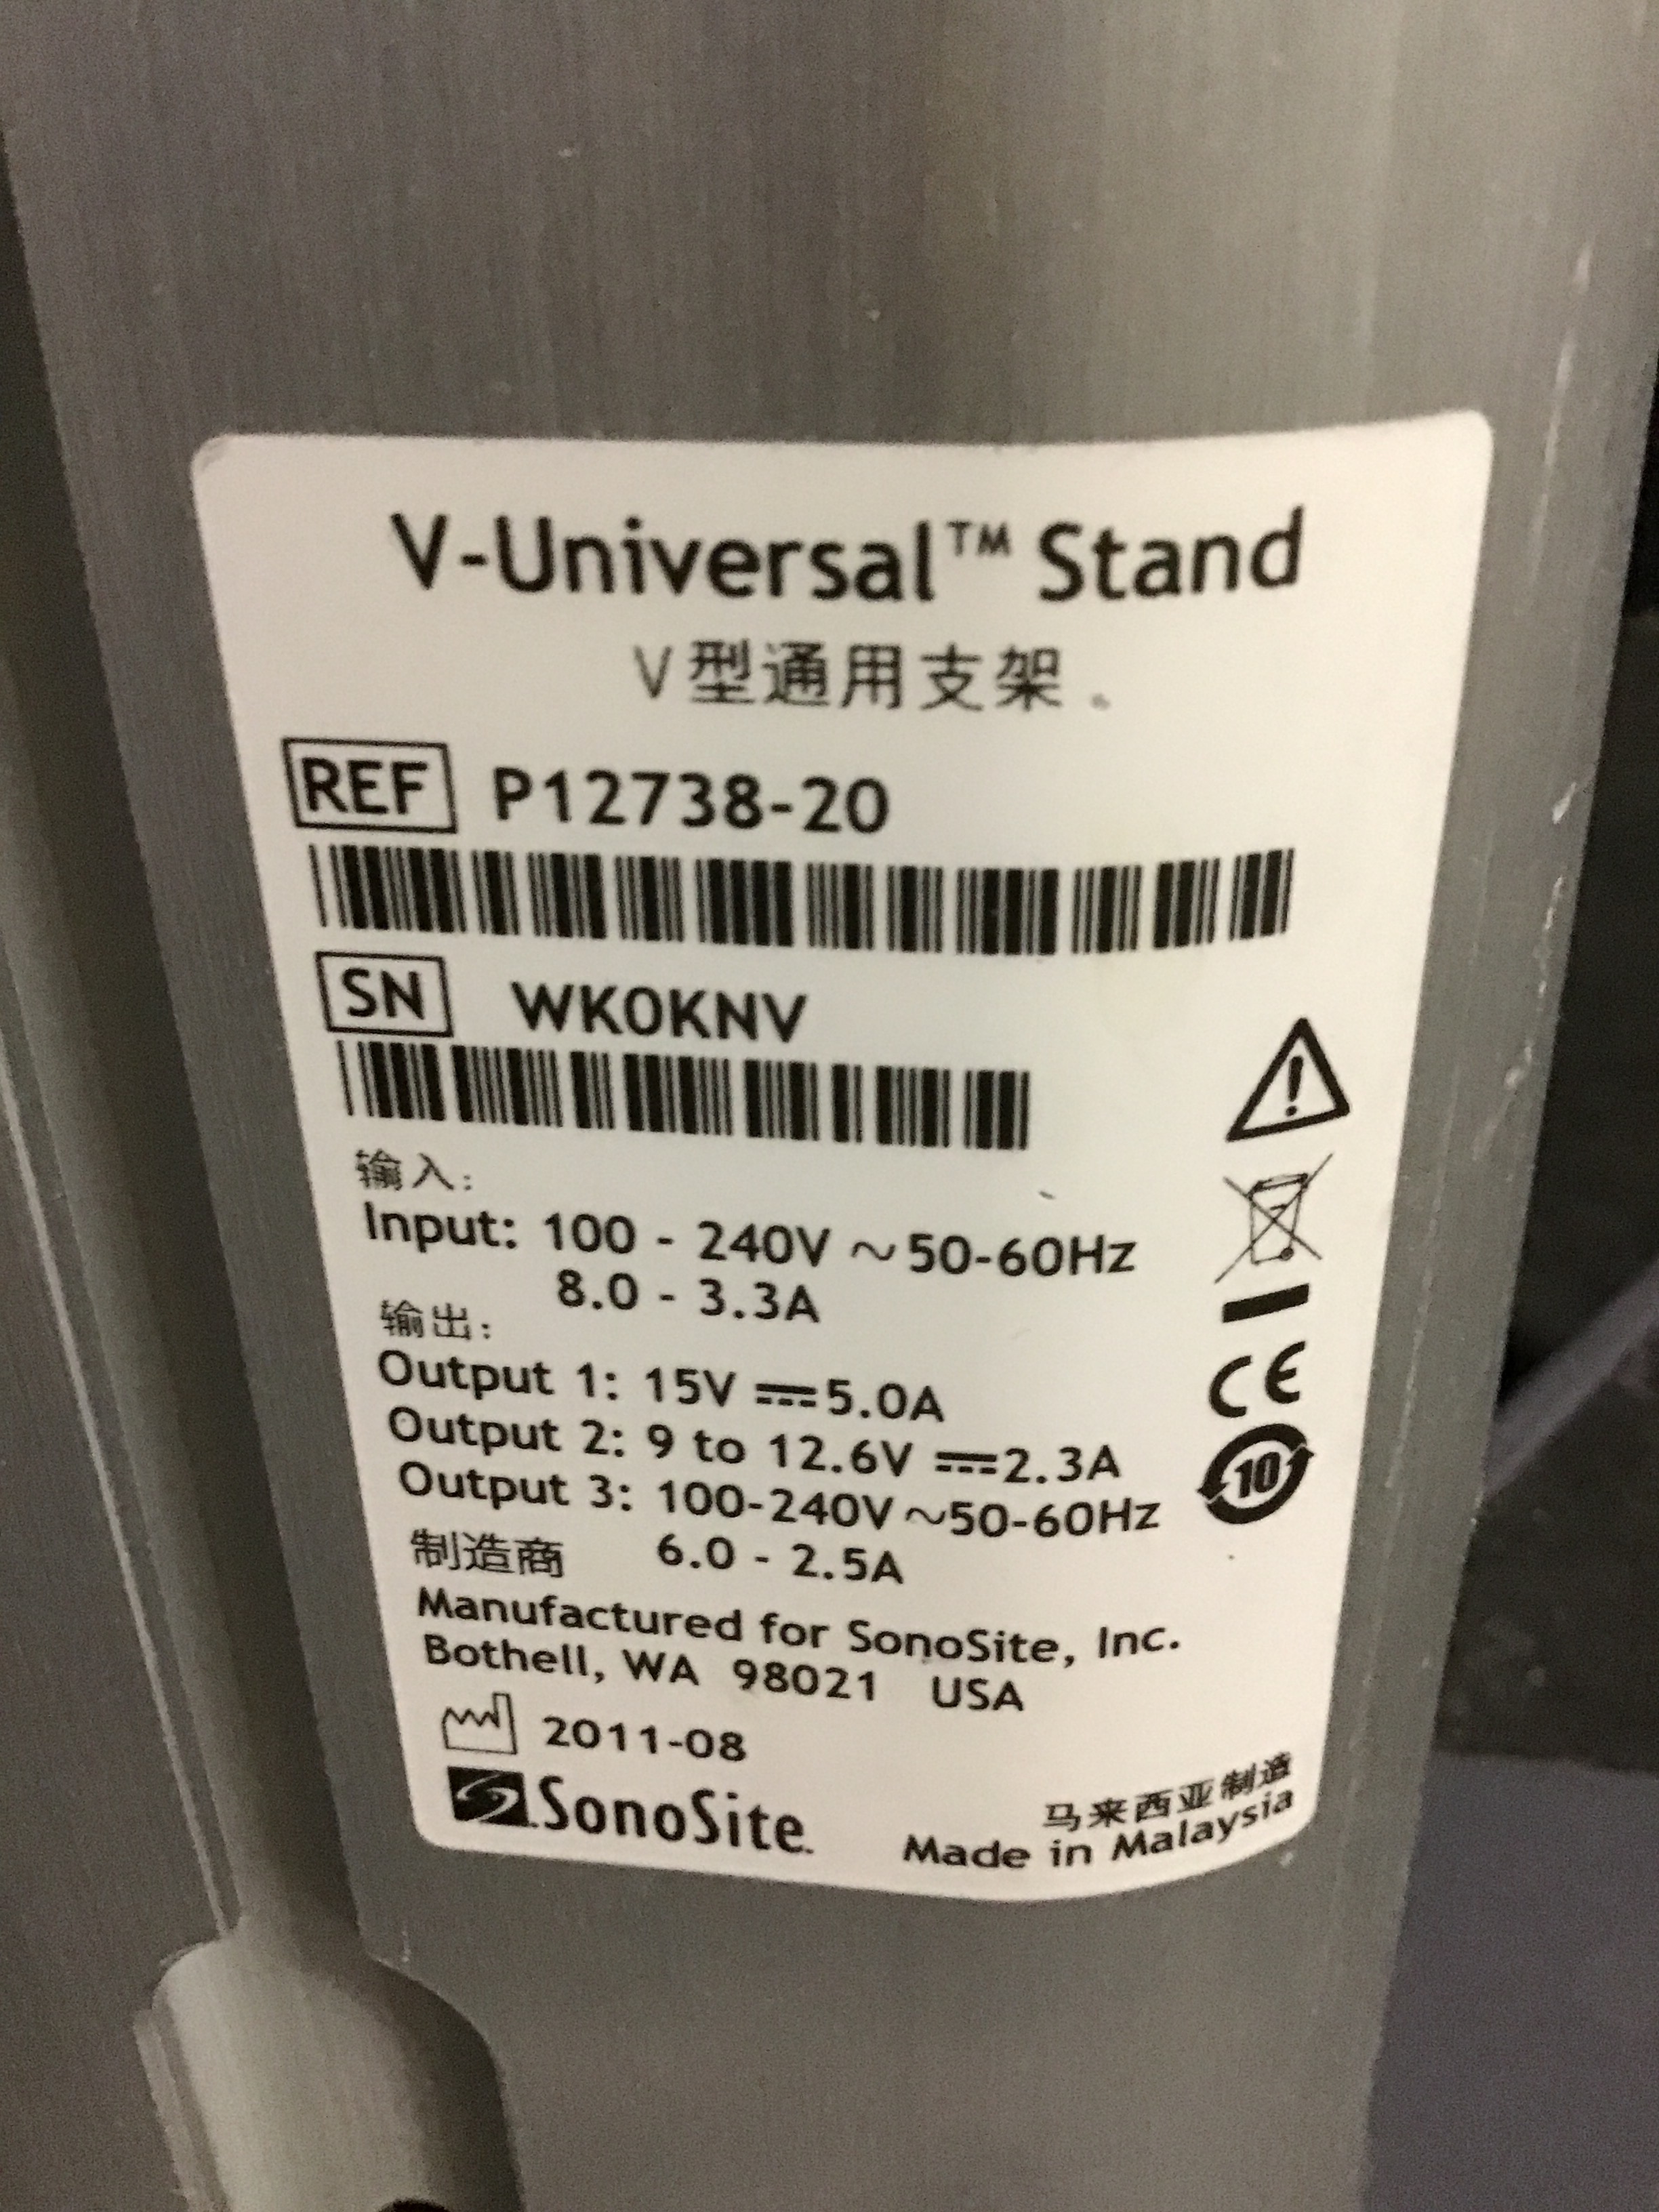 V-Universal™ Stand
V型通用支架。
REF P12738-20
SN WK0KNV
输入:
Input: 100 - 240V ~ 50-60Hz
8.0 - 3.3A
输出:
Output 1: 15V ⎓ 5.0A
Output 2: 9 to 12.6V ⎓ 2.3A
Output 3: 100-240V ~ 50-60Hz
6.0 - 2.5A
制造商
Manufactured for SonoSite, Inc.
Bothell, WA 98021 USA
2011-08
SonoSite.
马来西亚制造
Made in Malaysia
!
CE
10